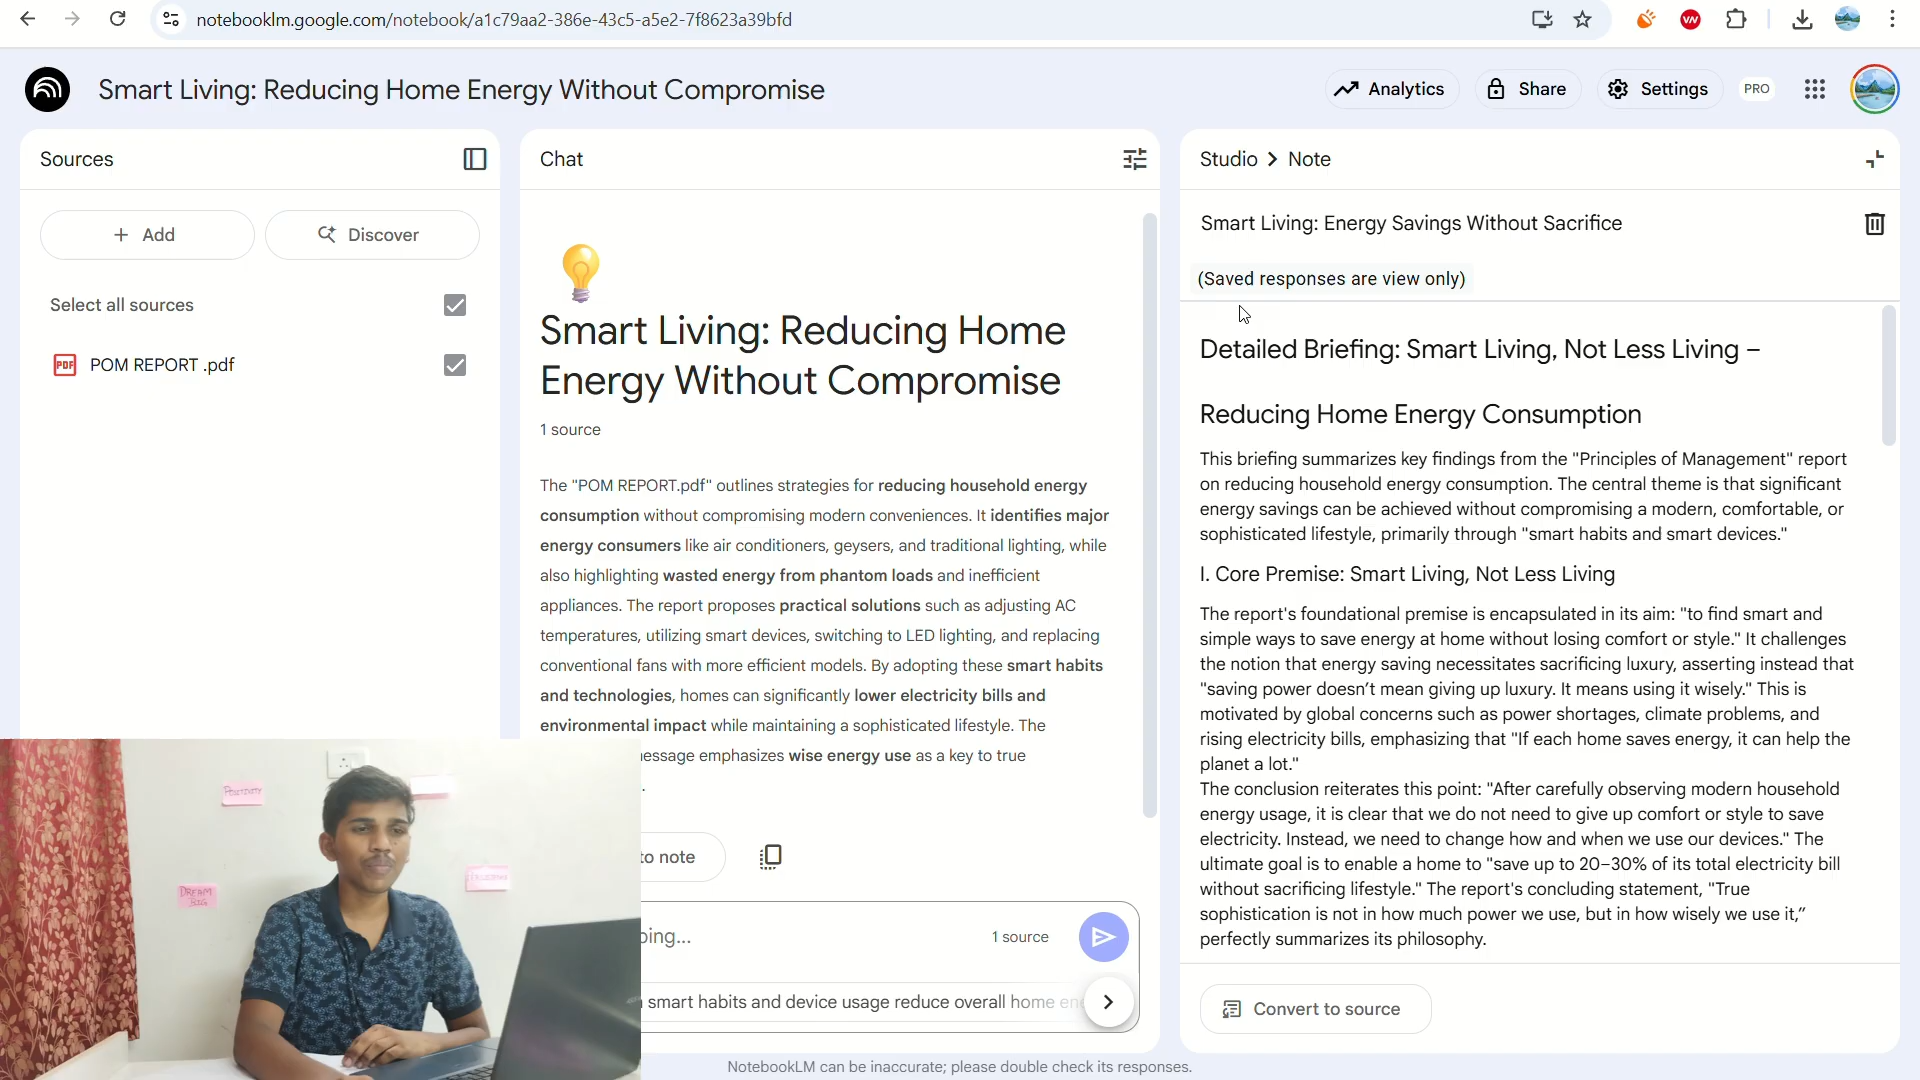 notebooklm.google.com/notebook/a1c79aa2-386e-43c5-a5e2-7f8623a39bfd
Smart Living: Reducing Home Energy Without Compromise
Analytics
Share
Settings
PRO
Sources
Add
Discover
Select all sources
PDF
POM REPORT .pdf
Chat
Smart Living: Reducing Home
Energy Without Compromise
1 source
The "POM REPORT.pdf" outlines strategies for reducing household energy
consumption without compromising modern conveniences. It identifies major
energy consumers like air conditioners, geysers, and traditional lighting, while
also highlighting wasted energy from phantom loads and inefficient
appliances. The report proposes practical solutions such as adjusting AC
temperatures, utilizing smart devices, switching to LED lighting, and replacing
conventional fans with more efficient models. By adopting these smart habits
and technologies, homes can significantly lower electricity bills and
environmental impact while maintaining a sophisticated lifestyle. The
emphasizes wise energy use as a key to true
to note
1 source
smart habits and device usage reduce overall home
Studio > Note
Smart Living: Energy Savings Without Sacrifice
(Saved responses are view only)
Detailed Briefing: Smart Living, Not Less Living –
Reducing Home Energy Consumption
This briefing summarizes key findings from the "Principles of Management" report
on reducing household energy consumption. The central theme is that significant
energy savings can be achieved without compromising a modern, comfortable, or
sophisticated lifestyle, primarily through "smart habits and smart devices."
I. Core Premise: Smart Living, Not Less Living
The report's foundational premise is encapsulated in its aim: "to find smart and
simple ways to save energy at home without losing comfort or style." It challenges
the notion that energy saving necessitates sacrificing luxury, asserting instead that
"saving power doesn’t mean giving up luxury. It means using it wisely." This is
motivated by global concerns such as power shortages, climate problems, and
rising electricity bills, emphasizing that "If each home saves energy, it can help the
planet a lot."
The conclusion reiterates this point: "After carefully observing modern household
energy usage, it is clear that we do not need to give up comfort or style to save
electricity. Instead, we need to change how and when we use our devices." The
ultimate goal is to enable a home to "save up to 20–30% of its total electricity bill
without sacrificing lifestyle." The report's concluding statement, "True
sophistication is not in how much power we use, but in how wisely we use it,”
perfectly summarizes its philosophy.
Convert to source
NotebookLM can be inaccurate; please double check its responses.
DREAM
BIG